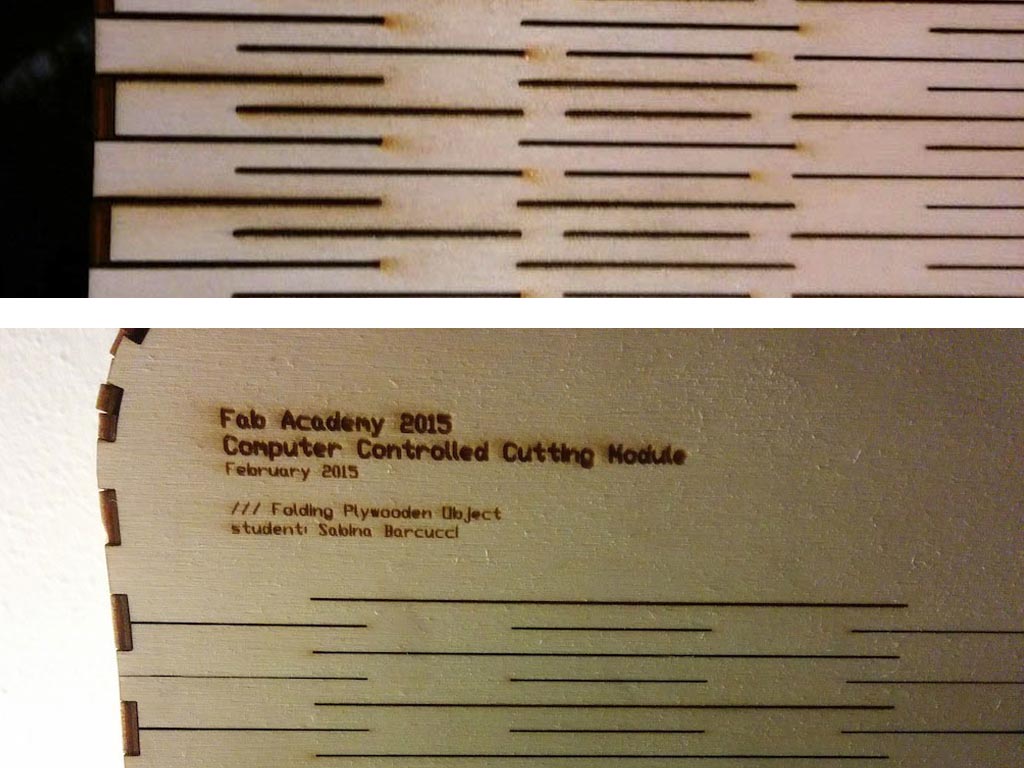 Fab Academy 2015
Computer Controlled Cutting Module
February 2015
/// Folding Plywooden Object
student: Sabina Barcucci